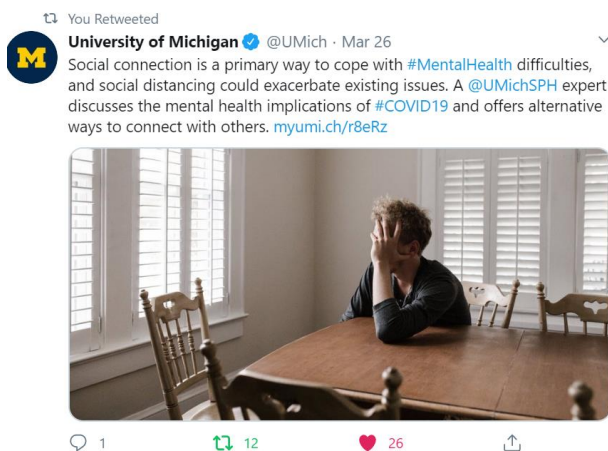 You Retweeted
University of Michigan @UMich · Mar 26
Social connection is a primary way to cope with #MentalHealth difficulties,
and social distancing could exacerbate existing issues. A @UMichSPH expert
discusses the mental health implications of #COVID19 and offers alternative
ways to connect with others. myumi.ch/r8eRz
M
1 12 26